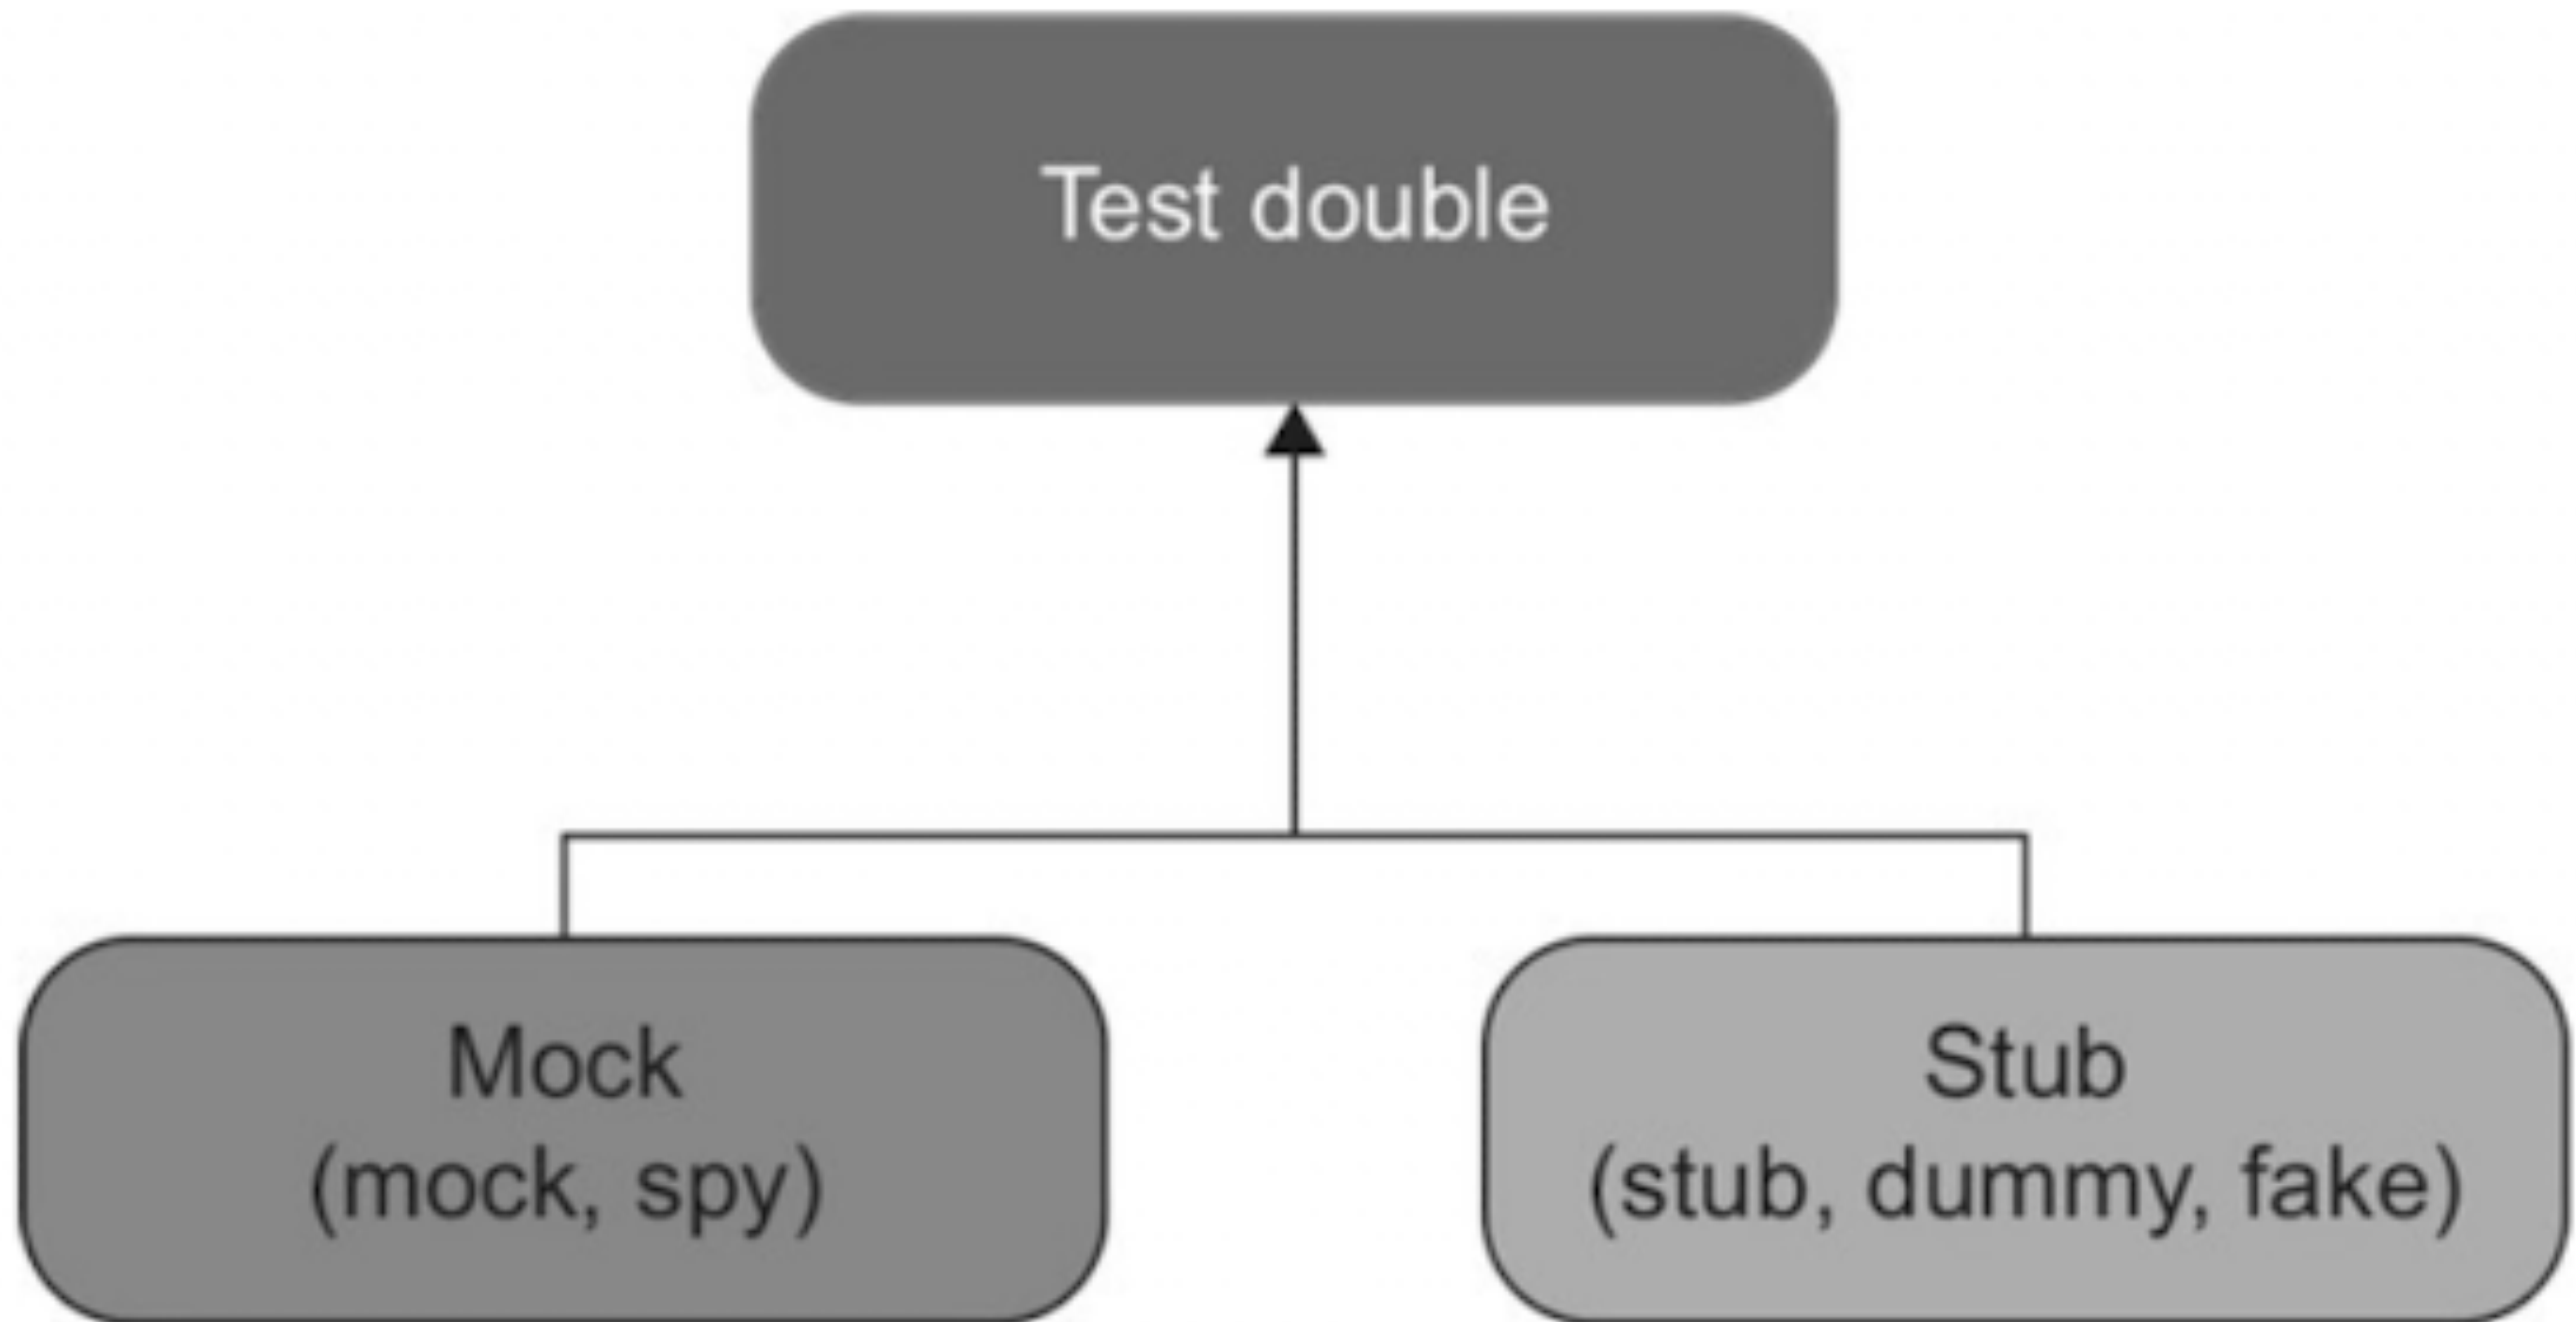 Test double
Mock
(mock, spy)
Stub
(stub, dummy, fake)